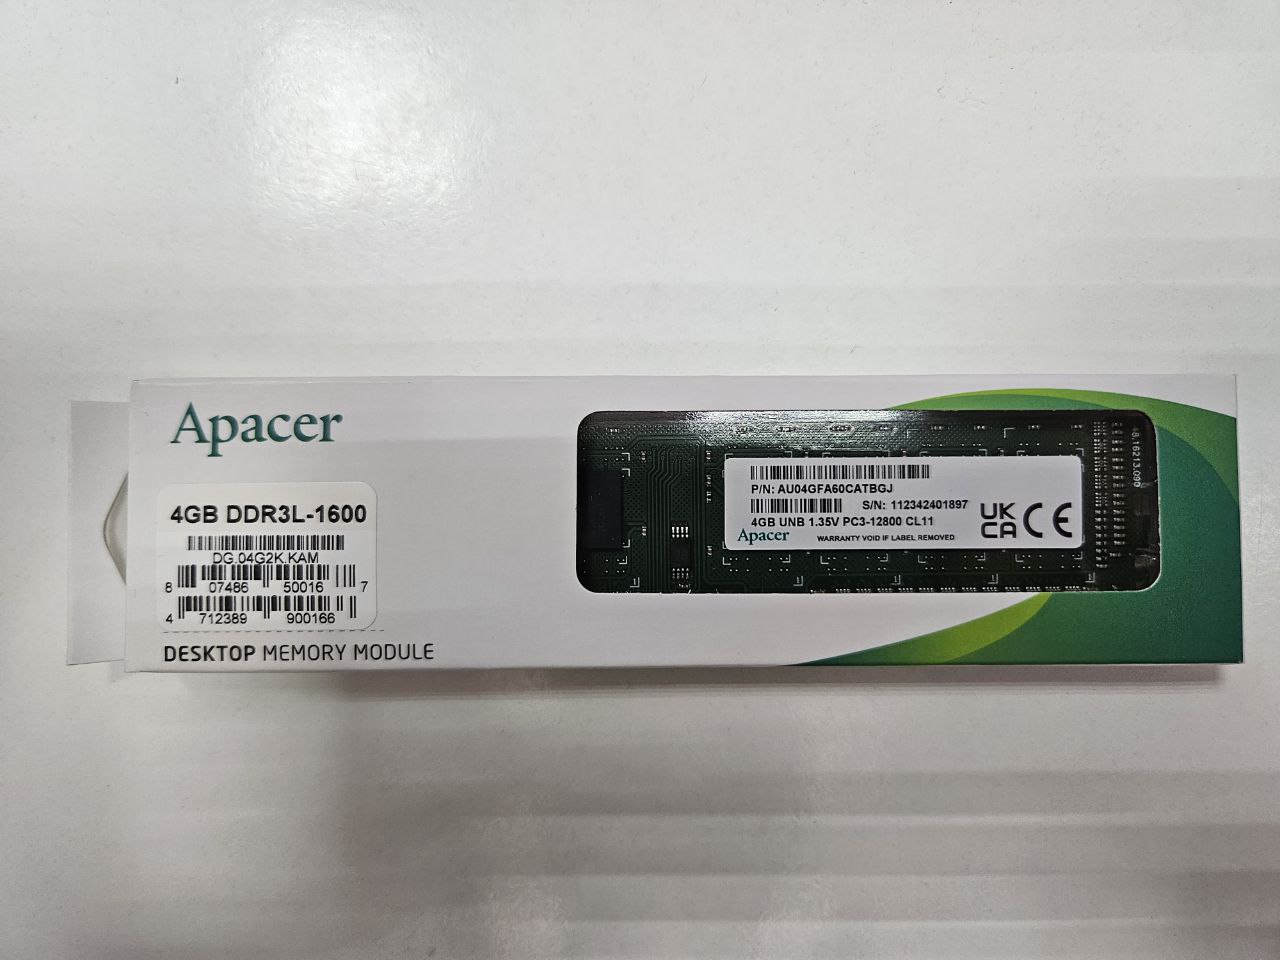 Apacer
4GB DDR3L-1600
DG.04G2K.KAM
8 07486 50016 7
4 712389 900166
DESKTOP MEMORY MODULE
P/N: AU04GFA60CATBGJ
S/N: 112342401897
4GB UNB 1.35V PC3-12800 CL11
Apacer
WARRANTY VOID IF LABEL REMOVED
UK
CA
CE